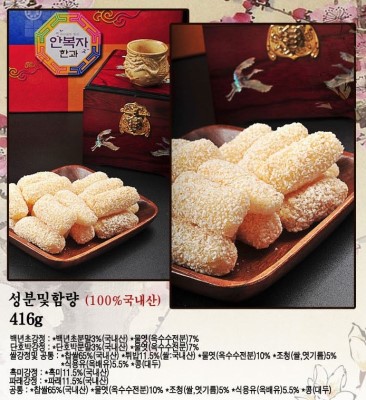 안복자
한과
성분및함량 (100%국내산)
416g
백년초강정 : *백년초분말3%(국내산) *물엿(옥수수전분)7%
단호박강정 : *단호박분말3%(국내산) *물엿(옥수수전분)7%
쌀강정및 공통 : *찹쌀65%(국내산) *튀밥11.5%(쌀:국내산) *물엿(옥수수전분)10% *조청(쌀,엿기름)5%
*식용유(옥배유)5.5% *콩(대두)
흑미강정 : *흑미11.5%(국내산)
파래강정 : *파래11.5%(국내산)
공통 : *찹쌀65%(국내산) *물엿(옥수수전분)10% *조청(쌀,엿기름)5% *식용유(옥배유)5.5% *콩(대두)